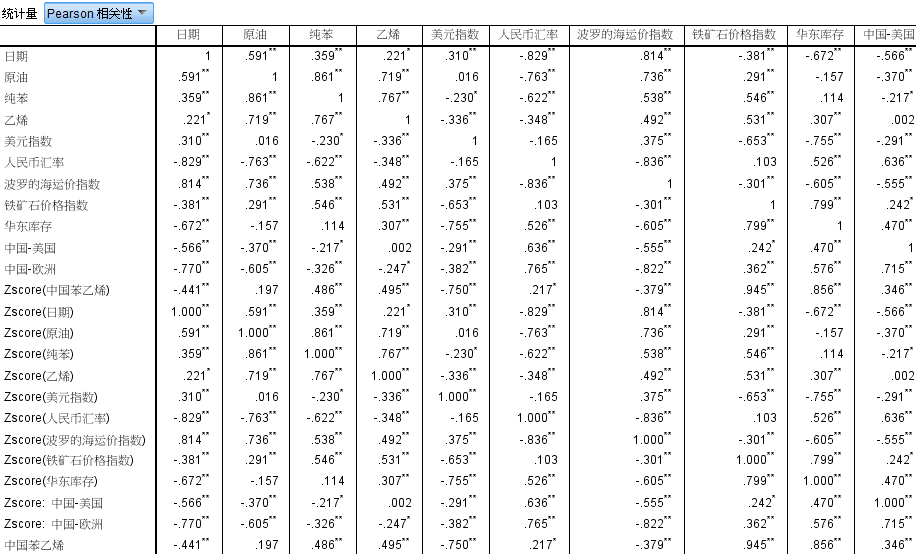 统计量 Pearson 相关性
日期 原油 纯苯 乙烯 美元指数 人民币汇率 波罗的海运价指数 铁矿石价格指数 华东库存 中国-美国
日期 1 .591** .359** .221* .310** -.829** .814** -.381** -.672** -.566**
原油 .591** 1 .861** .719** .016 -.763** .736** .291** -.157 -.370**
纯苯 .359** .861** 1 .767** -.230* -.622** .538** .546** .114 -.217*
乙烯 .221* .719** .767** 1 -.336** -.348** .492** .531** .307** .002
美元指数 .310** .016 -.230* -.336** 1 -.165 .375** -.653** -.755** -.291**
人民币汇率 -.829** -.763** -.622** -.348** -.165 1 -.836** .103 .526** .636**
波罗的海运价指数 .814** .736** .538** .492** .375** -.836** 1 -.301** -.605** -.555**
铁矿石价格指数 -.381** .291** .546** .531** -.653** .103 -.301** 1 .799** .242*
华东库存 -.672** -.157 .114 .307** -.755** .526** -.605** .799** 1 .470**
中国-美国 -.566** -.370** -.217* .002 -.291** .636** -.555** .242* .470** 1
中国-欧洲 -.770** -.605** -.326** -.247* -.382** .765** -.822** .362** .576** .715**
Zscore(中国苯乙烯) -.441** .197 .486** .495** -.750** .217* -.379** .945** .856** .346**
Zscore(日期) 1.000** .591** .359** .221* .310** -.829** .814** -.381** -.672** -.566**
Zscore(原油) .591** 1.000** .861** .719** .016 -.763** .736** .291** -.157 -.370**
Zscore(纯苯) .359** .861** 1.000** .767** -.230* -.622** .538** .546** .114 -.217*
Zscore(乙烯) .221* .719** .767** 1.000** -.336** -.348** .492** .531** .307** .002
Zscore(美元指数) .310** .016 -.230* -.336** 1.000** -.165 .375** -.653** -.755** -.291**
Zscore(人民币汇率) -.829** -.763** -.622** -.348** -.165 1.000** -.836** .103 .526** .636**
Zscore(波罗的海运价指数) .814** .736** .538** .492** .375** -.836** 1.000** -.301** -.605** -.555**
Zscore(铁矿石价格指数) -.381** .291** .546** .531** -.653** .103 -.301** 1.000** .799** .242*
Zscore(华东库存) -.672** -.157 .114 .307** -.755** .526** -.605** .799** 1.000** .470**
Zscore: 中国-美国 -.566** -.370** -.217* .002 -.291** .636** -.555** .242* .470** 1.000**
Zscore: 中国-欧洲 -.770** -.605** -.326** -.247* -.382** .765** -.822** .362** .576** .715**
中国苯乙烯 -.441** .197 .486** .495** -.750** .217* -.379** .945** .856** .346**